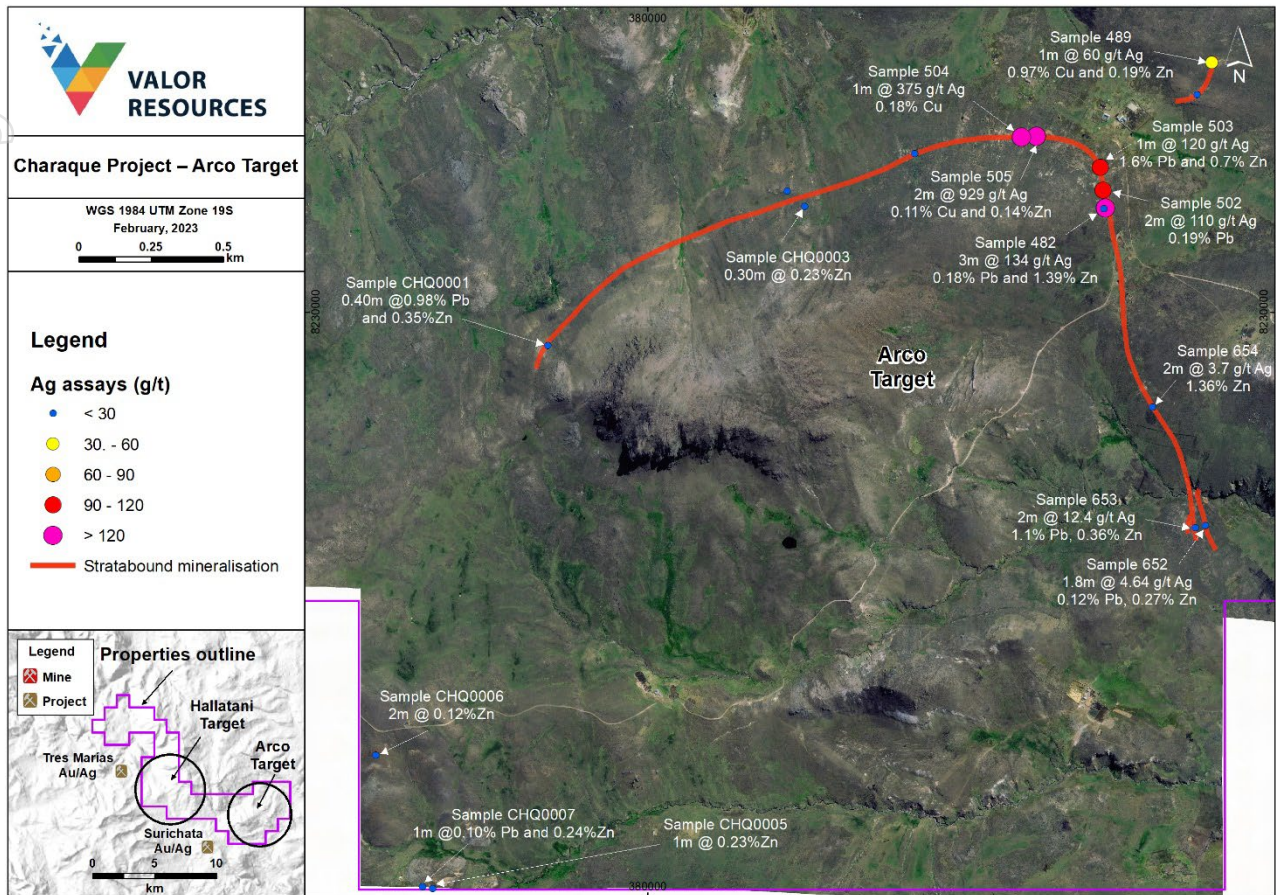 VALOR
RESOURCES
Charaque Project – Arco Target
WGS 1984 UTM Zone 19S
February, 2023
0 0.25 0.5
km
Legend
Ag assays (g/t)
< 30
30. - 60
60 - 90
90 - 120
> 120
Stratabound mineralisation
Legend
Mine
Project
Properties outline
Hallatani
Target
Arco
Target
Tres Marias
Au/Ag
Surichata
Au/Ag
0 5 10
km
380000
Sample 489
1m @ 60 g/t Ag
0.97% Cu and 0.19% Zn
N
Sample 504
1m @ 375 g/t Ag
0.18% Cu
Sample 503
1m @ 120 g/t Ag
1.6% Pb and 0.7% Zn
Sample 505
2m @ 929 g/t Ag
0.11% Cu and 0.14%Zn
Sample 502
2m @ 110 g/t Ag
0.19% Pb
Sample 482
3m @ 134 g/t Ag
0.18% Pb and 1.39% Zn
Sample CHQ0003
0.30m @ 0.23%Zn
Sample CHQ0001
0.40m @0.98% Pb
and 0.35%Zn
8230000
8230000
Arco
Target
Sample 654
2m @ 3.7 g/t Ag
1.36% Zn
Sample 653
2m @ 12.4 g/t Ag
1.1% Pb, 0.36% Zn
Sample 652
1.8m @ 4.64 g/t Ag
0.12% Pb, 0.27% Zn
Sample CHQ0006
2m @ 0.12%Zn
Sample CHQ0007
1m @0.10% Pb and 0.24%Zn
Sample CHQ0005
1m @ 0.23%Zn
380000